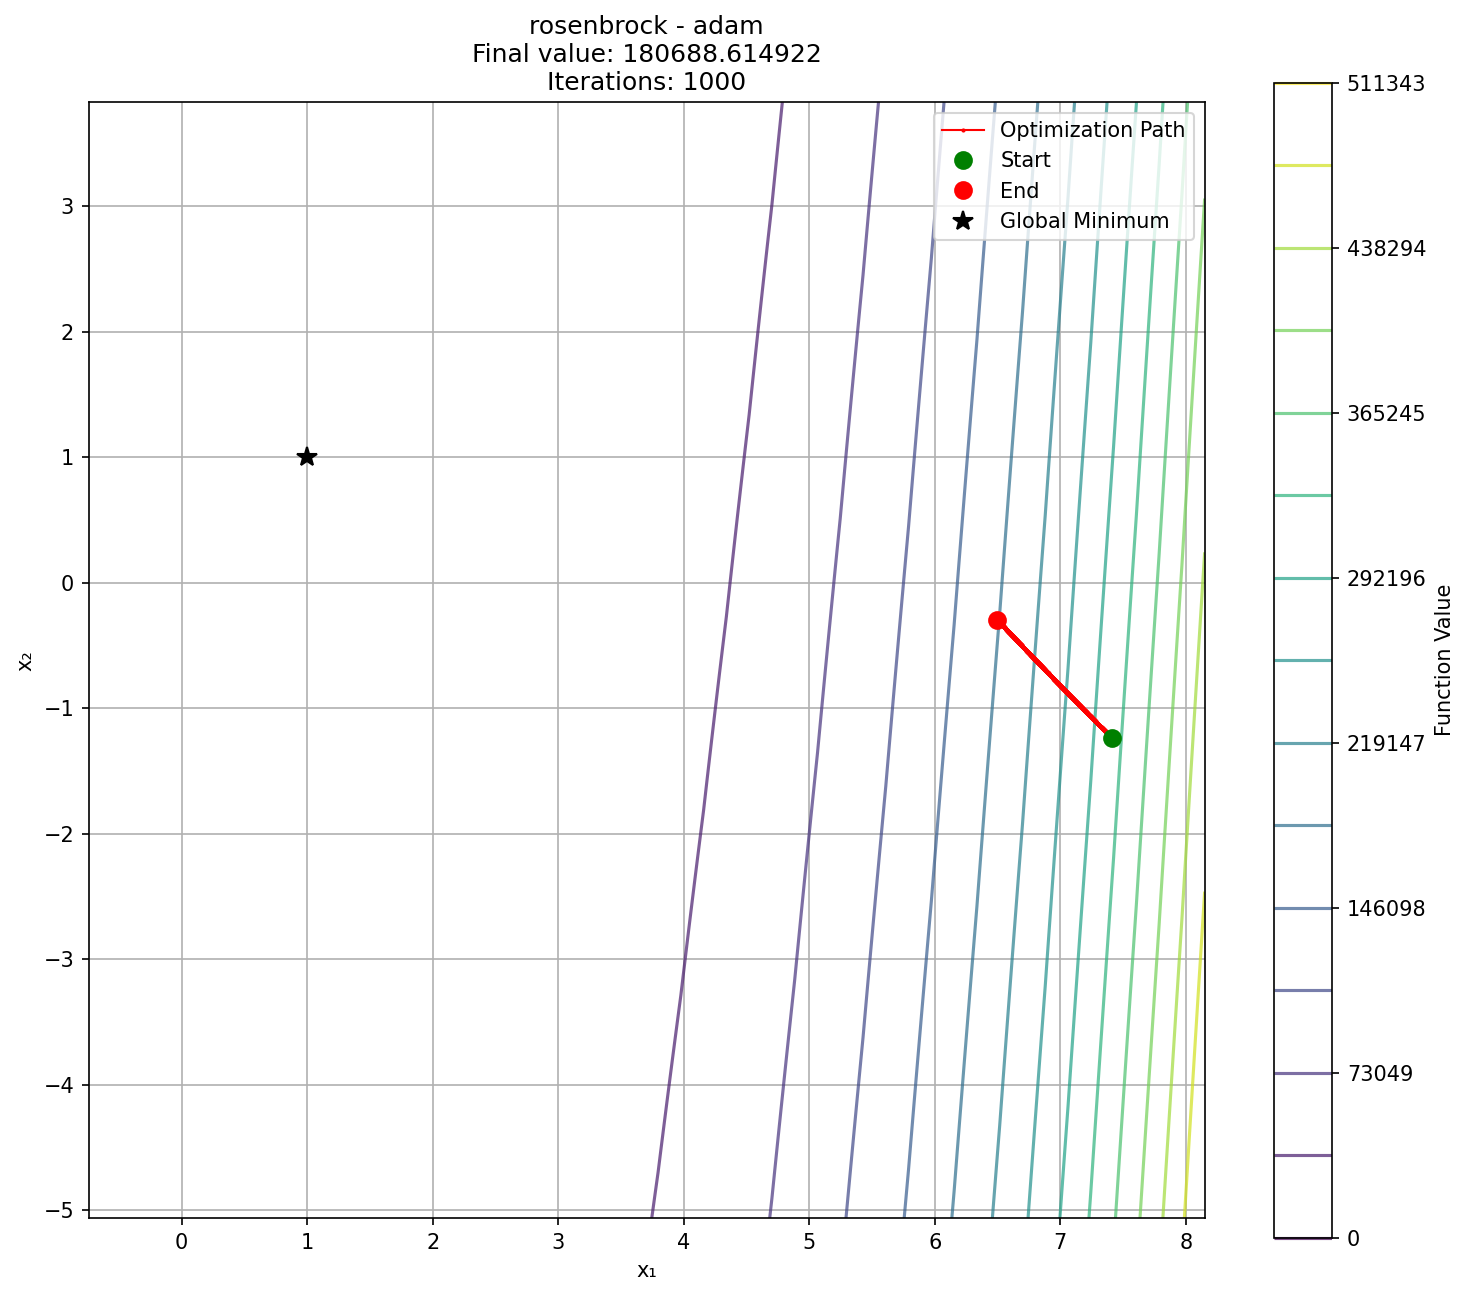 rosenbrock - adam
Final value: 180688.614922
Iterations: 1000
Optimization Path
Start
End
Global Minimum
3
2
1
0
−1
−2
−3
−4
−5
x₂
0
1
2
3
4
5
6
7
8
x₁
511343
438294
365245
292196
219147
146098
73049
0
Function Value